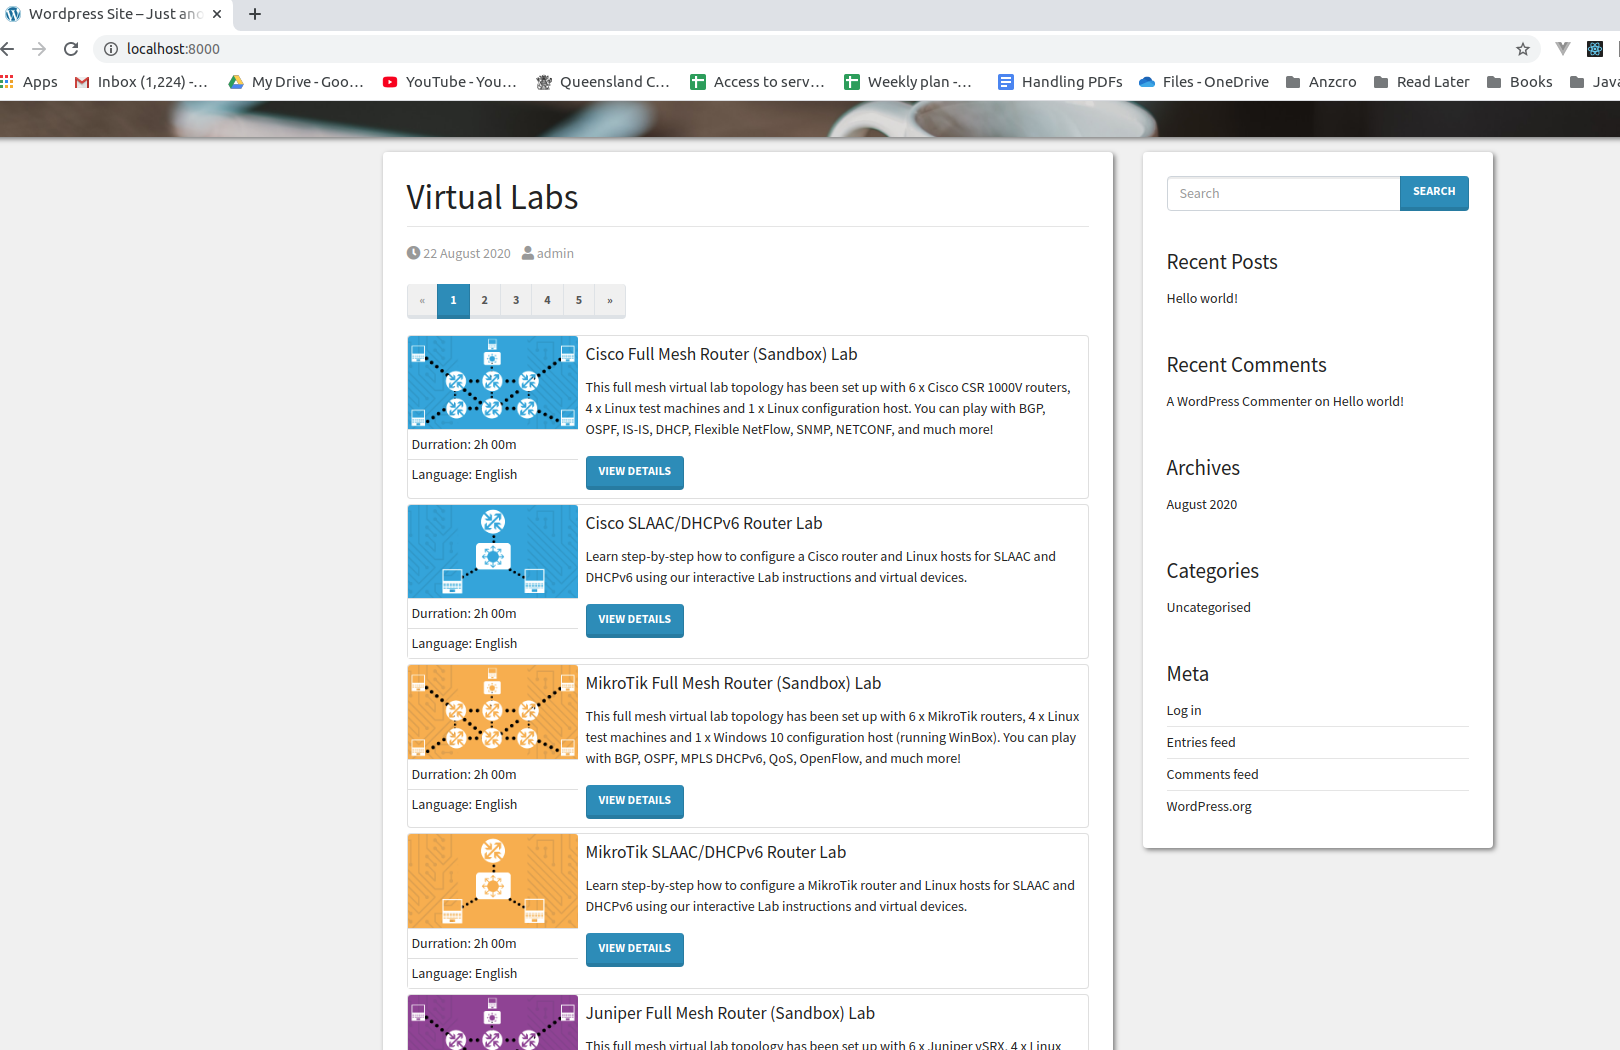 Wordpress Site – Just and
localhost:8000
Apps
Inbox (1,224) -...
My Drive - Goo...
YouTube - You...
Queensland C...
Access to serv...
Weekly plan -...
Handling PDFs
Files - OneDrive
Anzcro
Read Later
Books
Java
Virtual Labs
22 August 2020 admin
« 1 2 3 4 5 »
Cisco Full Mesh Router (Sandbox) Lab
This full mesh virtual lab topology has been set up with 6 x Cisco CSR 1000V routers,
4 x Linux test machines and 1 x Linux configuration host. You can play with BGP,
OSPF, IS-IS, DHCP, Flexible NetFlow, SNMP, NETCONF, and much more!
Durration: 2h 00m
Language: English
VIEW DETAILS
Cisco SLAAC/DHCPv6 Router Lab
Learn step-by-step how to configure a Cisco router and Linux hosts for SLAAC and
DHCPv6 using our interactive Lab instructions and virtual devices.
Durration: 2h 00m
Language: English
VIEW DETAILS
MikroTik Full Mesh Router (Sandbox) Lab
This full mesh virtual lab topology has been set up with 6 x MikroTik routers, 4 x Linux
test machines and 1 x Windows 10 configuration host (running WinBox). You can play
with BGP, OSPF, MPLS DHCPv6, QoS, OpenFlow, and much more!
Durration: 2h 00m
Language: English
VIEW DETAILS
MikroTik SLAAC/DHCPv6 Router Lab
Learn step-by-step how to configure a MikroTik router and Linux hosts for SLAAC and
DHCPv6 using our interactive Lab instructions and virtual devices.
Durration: 2h 00m
Language: English
VIEW DETAILS
Juniper Full Mesh Router (Sandbox) Lab
This full mesh virtual lab topology has been set up with 6 x Juniper vSRX, 4 x Linux
Search
SEARCH
Recent Posts
Hello world!
Recent Comments
A WordPress Commenter on Hello world!
Archives
August 2020
Categories
Uncategorised
Meta
Log in
Entries feed
Comments feed
WordPress.org